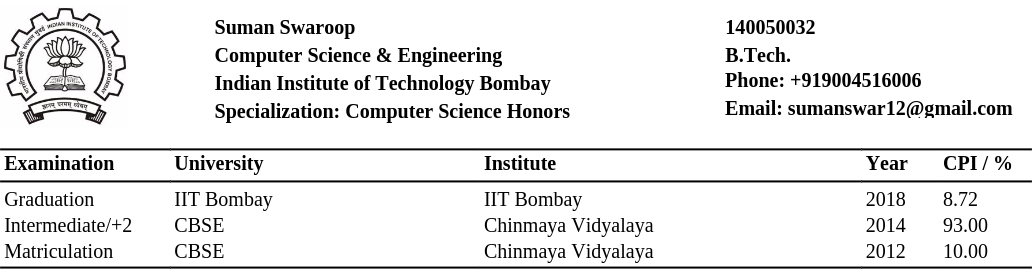 Suman Swaroop 140050032
Computer Science & Engineering B.Tech.
Indian Institute of Technology Bombay Phone: +919004516006
Specialization: Computer Science Honors Email: sumanswar12@gmail.com
Examination University Institute Year CPI / %
Graduation IIT Bombay IIT Bombay 2018 8.72
Intermediate/+2 CBSE Chinmaya Vidyalaya 2014 93.00
Matriculation CBSE Chinmaya Vidyalaya 2012 10.00
INDIAN INSTITUTE OF TECHNOLOGY BOMBAY
भारतीय प्रौद्योगिकी संस्थान मुंबई
ज्ञानम् परमम् ध्येयम्